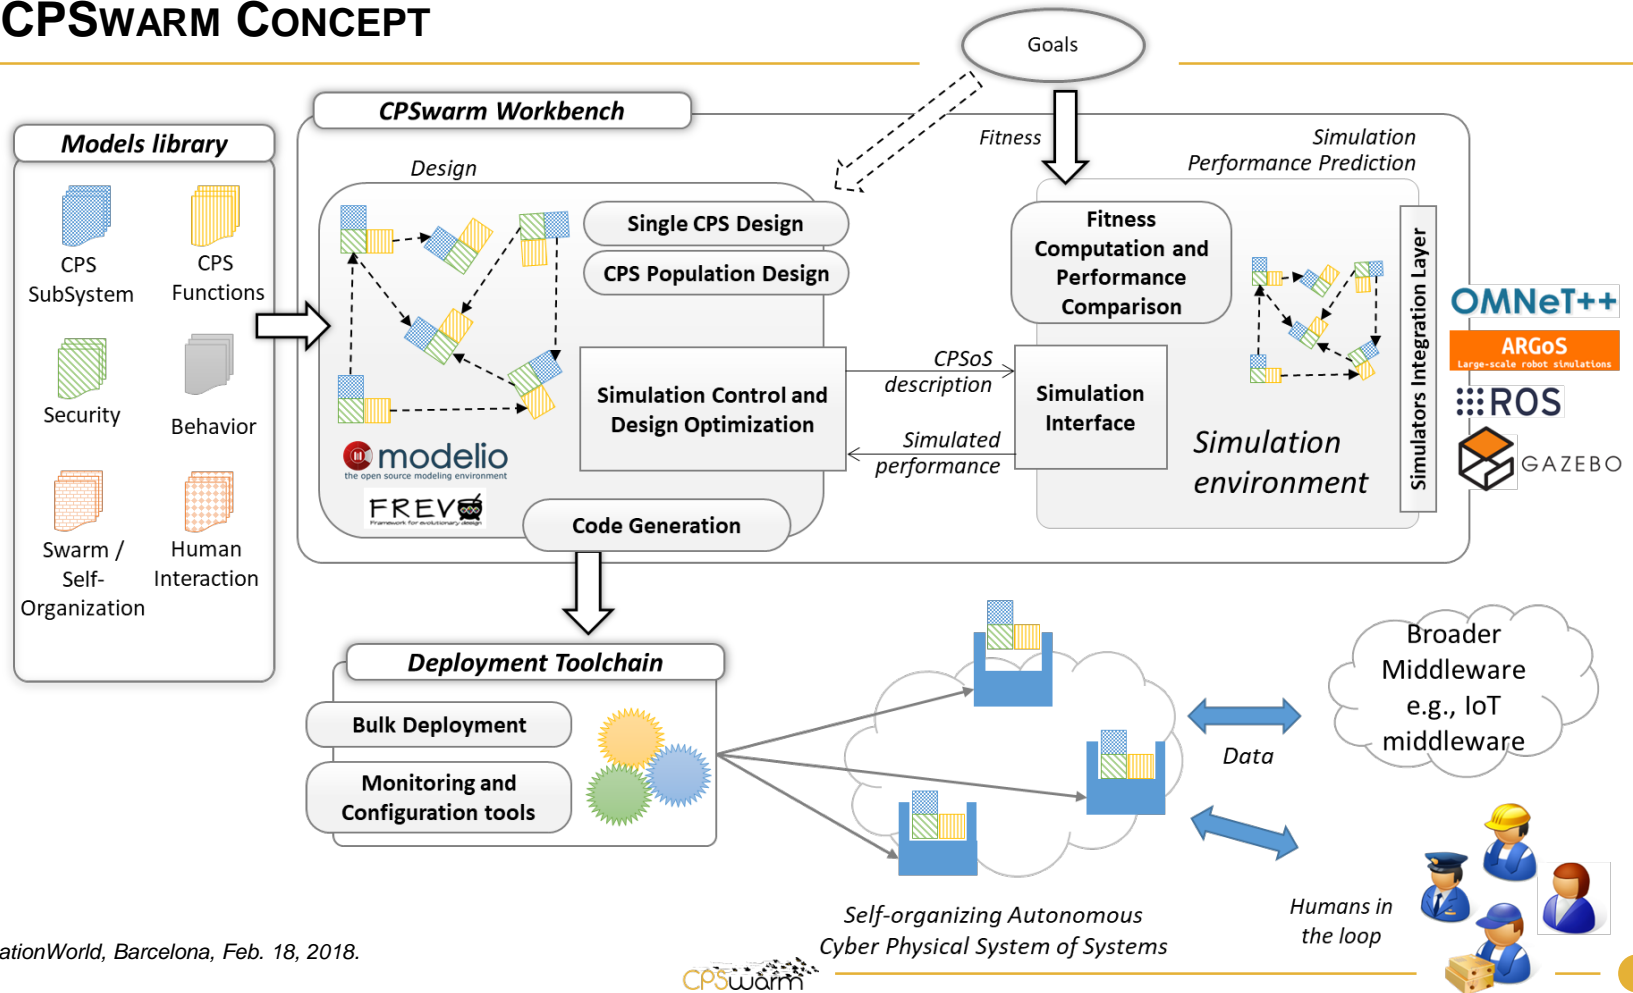 CPSWARM CONCEPT
Goals
CPSwarm Workbench
Fitness
Simulation
Performance Prediction
Models library
Design
CPS
SubSystem
CPS
Functions
Security
Behavior
Swarm /
Self-
Organization
Human
Interaction
Single CPS Design
CPS Population Design
Simulation Control and
Design Optimization
modelio
the open source modeling environment
FREVO
Framework for evolutionary design
Code Generation
CPSoS
description
Simulated
performance
Fitness
Computation and
Performance
Comparison
Simulation
Interface
Simulation
environment
Simulators Integration Layer
OMNeT++
ARGoS
Large-scale robot simulations
ROS
GAZEBO
Deployment Toolchain
Bulk Deployment
Monitoring and
Configuration tools
Self-organizing Autonomous
Cyber Physical System of Systems
Data
Broader
Middleware
e.g., IoT
middleware
Humans in
the loop
ationWorld, Barcelona, Feb. 18, 2018.
CPSwarm